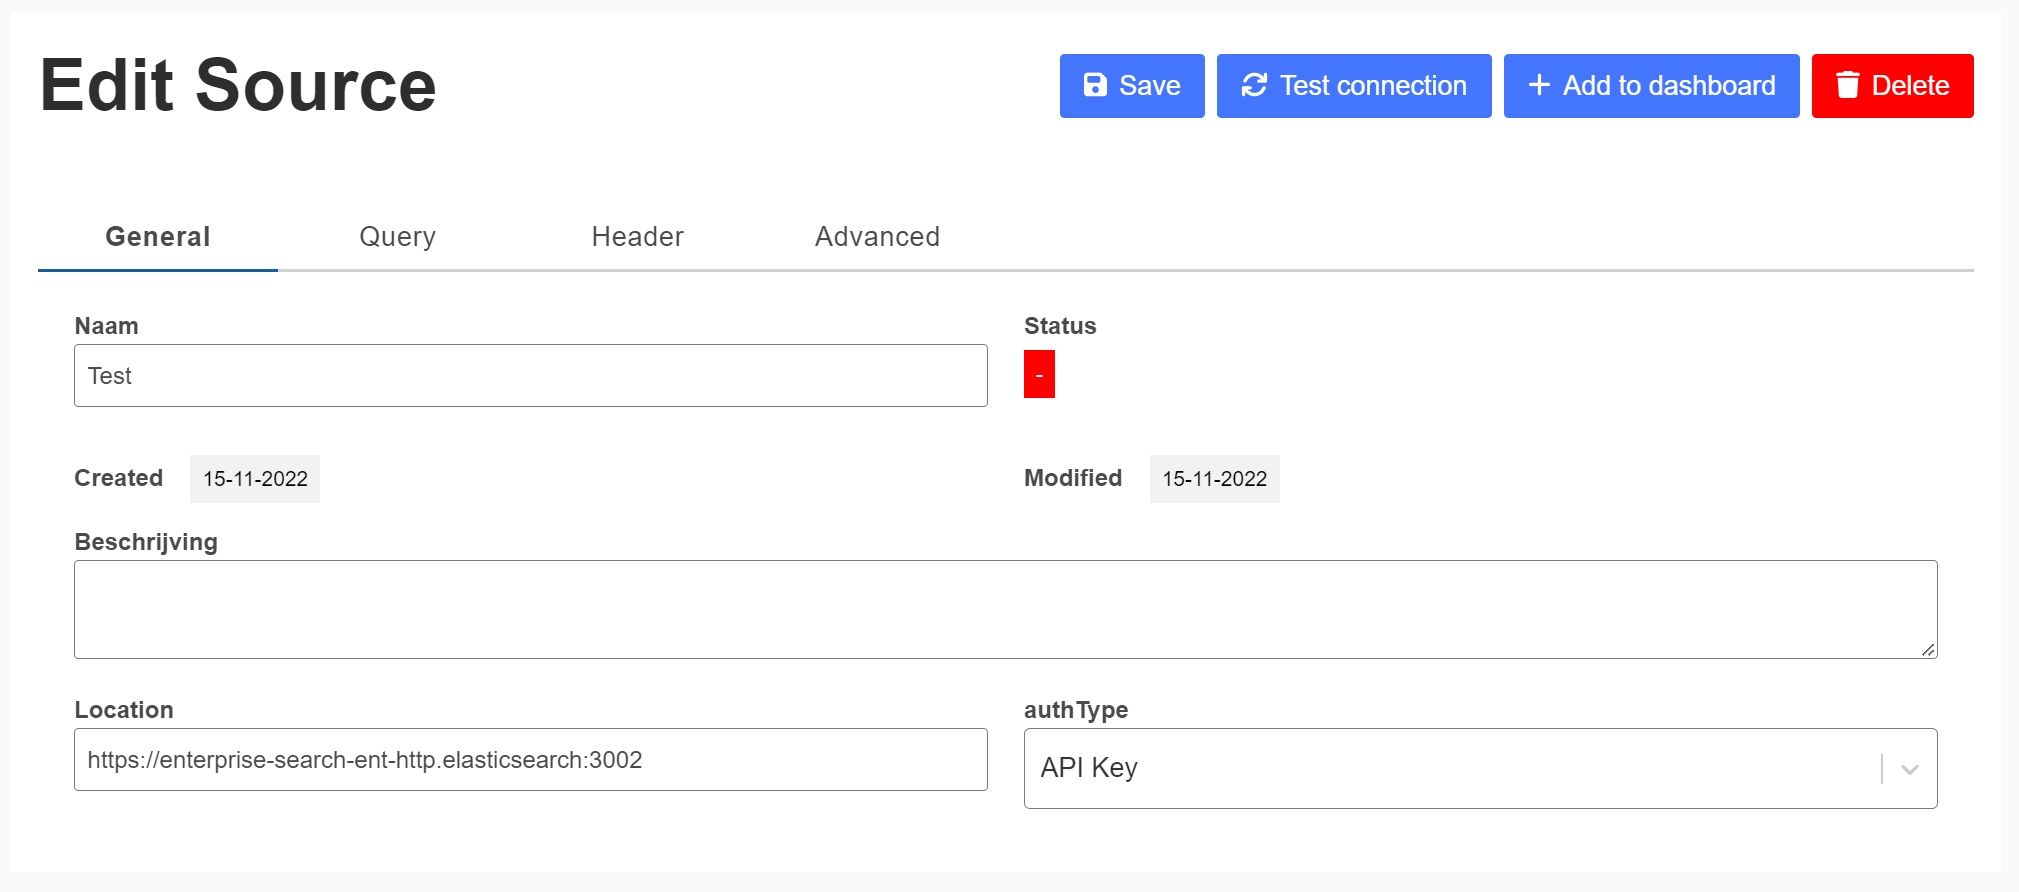 Edit Source
Save
Test connection
Add to dashboard
Delete
General
Query
Header
Advanced
Naam
Status
Test
-
Created
15-11-2022
Modified
15-11-2022
Beschrijving
Location
authType
https://enterprise-search-ent-http.elasticsearch:3002
API Key